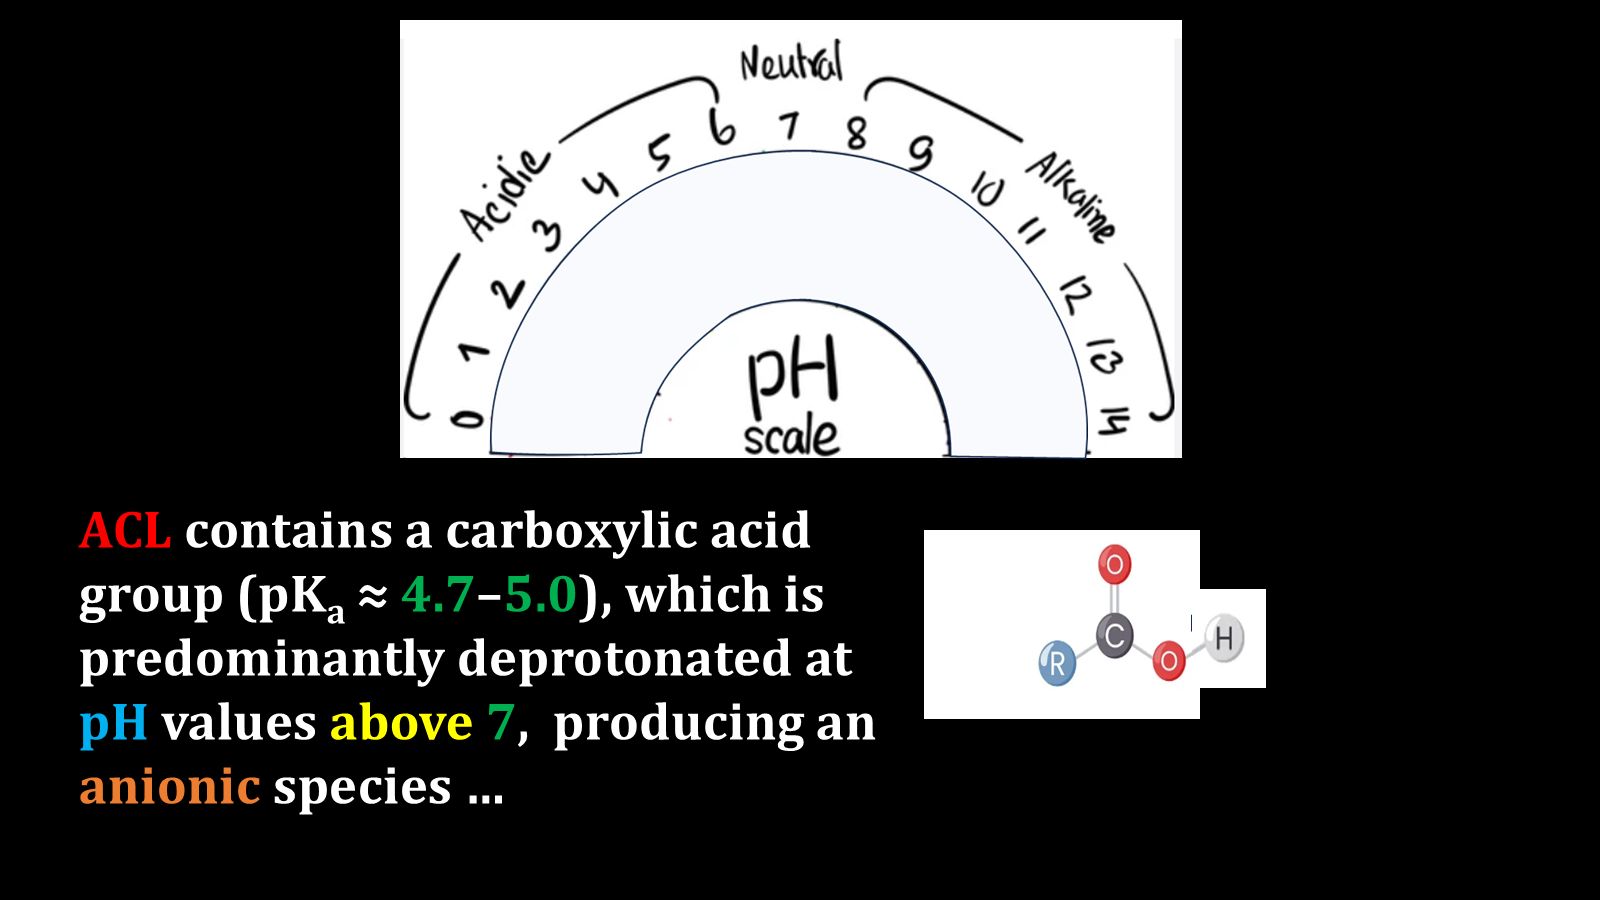 Neutral
Acidic
Alkaline
0 1 2 3 4 5 6 7 8 9 10 11 12 13 14
pH
scale
ACL contains a carboxylic acid
group (pKa ≈ 4.7–5.0), which is
predominantly deprotonated at
pH values above 7, producing an
anionic species ...
O
C
R
O
H